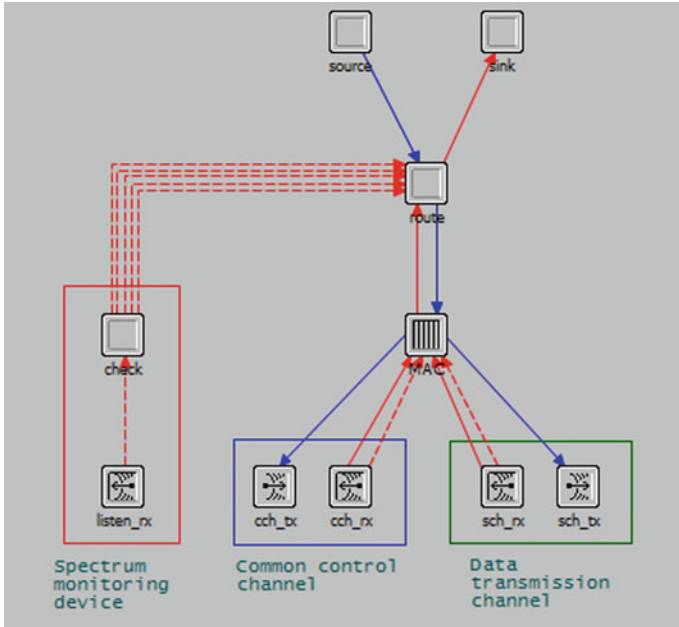 source
sink
route
check
MAC
listen_rx
cch_tx
cch_rx
sch_rx
sch_tx
Spectrum
monitoring
device
Common control
channel
Data
transmission
channel